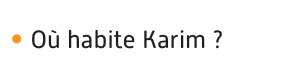 • Où habite Karim ?